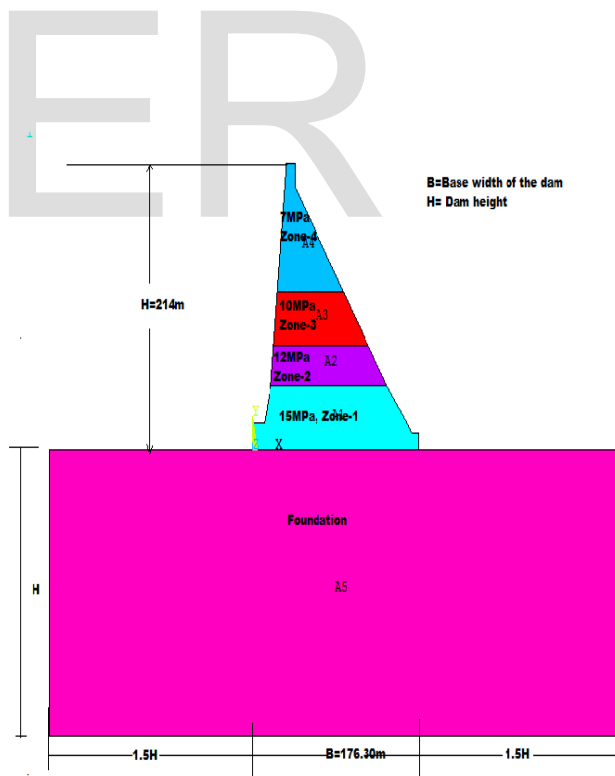 ER
B=Base width of the dam
H= Dam height
7MPa
Zone-4
A4
H=214m
10MPa
Zone-3
A3
12MPa
Zone-2
A2
Y
15MPa, Zone-1
X
Foundation
A5
H
1.5H
B=176.30m
1.5H